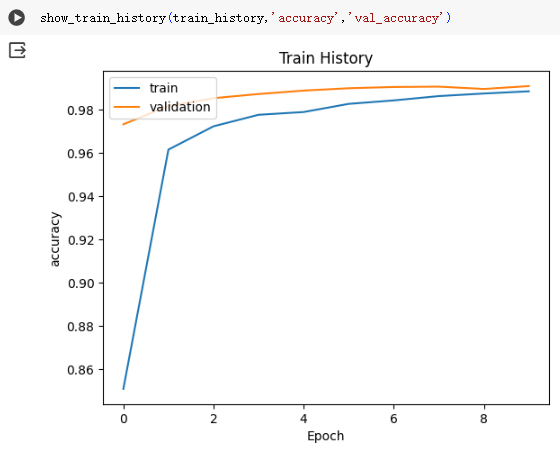 show_train_history(train_history,'accuracy','val_accuracy')
Train History
train
validation
0.98
0.96
0.94
0.92
0.90
0.88
0.86
accuracy
0 2 4 6 8
Epoch